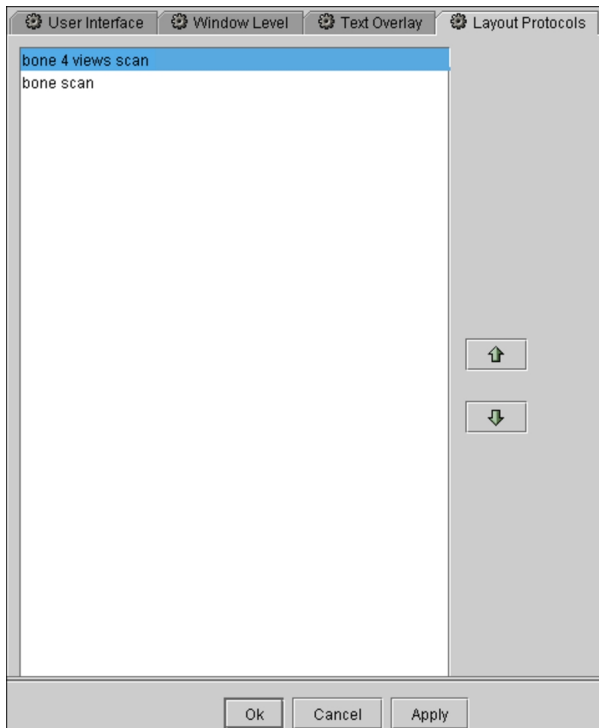 User Interface Window Level Text Overlay Layout Protocols
bone 4 views scan
bone scan
Ok Cancel Apply